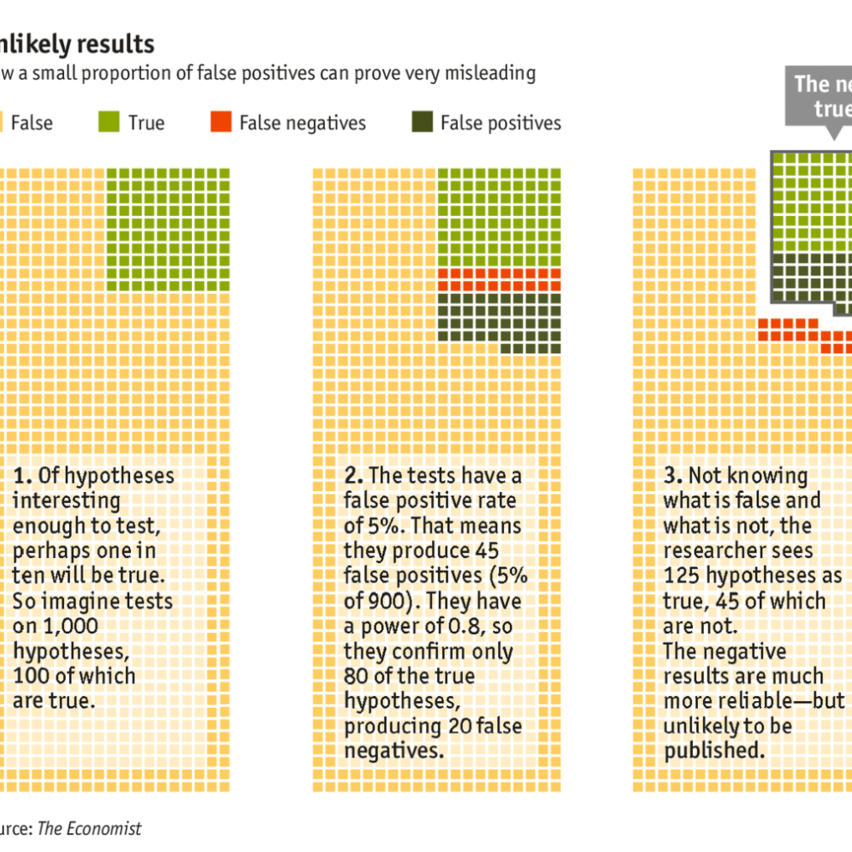 nlikely results
w a small proportion of false positives can prove very misleading
False True False negatives False positives
The ne
true
1. Of hypotheses
interesting
enough to test,
perhaps one in
ten will be true.
So imagine tests
on 1,000
hypotheses,
100 of which
are true.
2. The tests have a
false positive rate
of 5%. That means
they produce 45
false positives (5%
of 900). They have
a power of 0.8, so
they confirm only
80 of the true
hypotheses,
producing 20 false
negatives.
3. Not knowing
what is false and
what is not, the
researcher sees
125 hypotheses as
true, 45 of which
are not.
The negative
results are much
more reliable—but
unlikely to be
published.
urce: The Economist